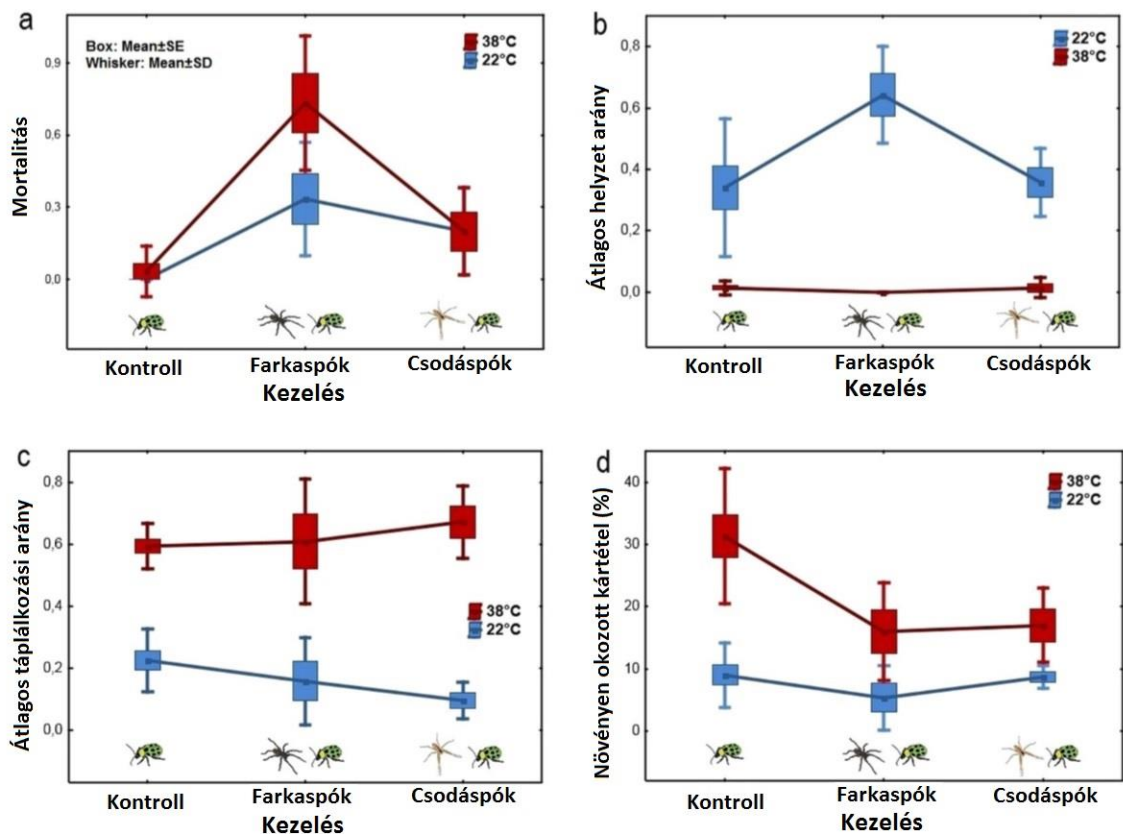 a
Box: Mean±SE
Whisker: Mean±SD
38°C
22°C
Mortalitás
0,9
0,6
0,3
0,0
Kontroll
Farkaspók
Csodáspók
Kezelés
b
22°C
38°C
Átlagos helyzet arány
0,8
0,6
0,4
0,2
0,0
Kontroll
Farkaspók
Csodáspók
Kezelés
c
38°C
22°C
Átlagos táplálkozási arány
0,8
0,6
0,4
0,2
0,0
Kontroll
Farkaspók
Csodáspók
Kezelés
d
38°C
22°C
Növényen okozott kártétel (%)
40
30
20
10
0
Kontroll
Farkaspók
Csodáspók
Kezelés